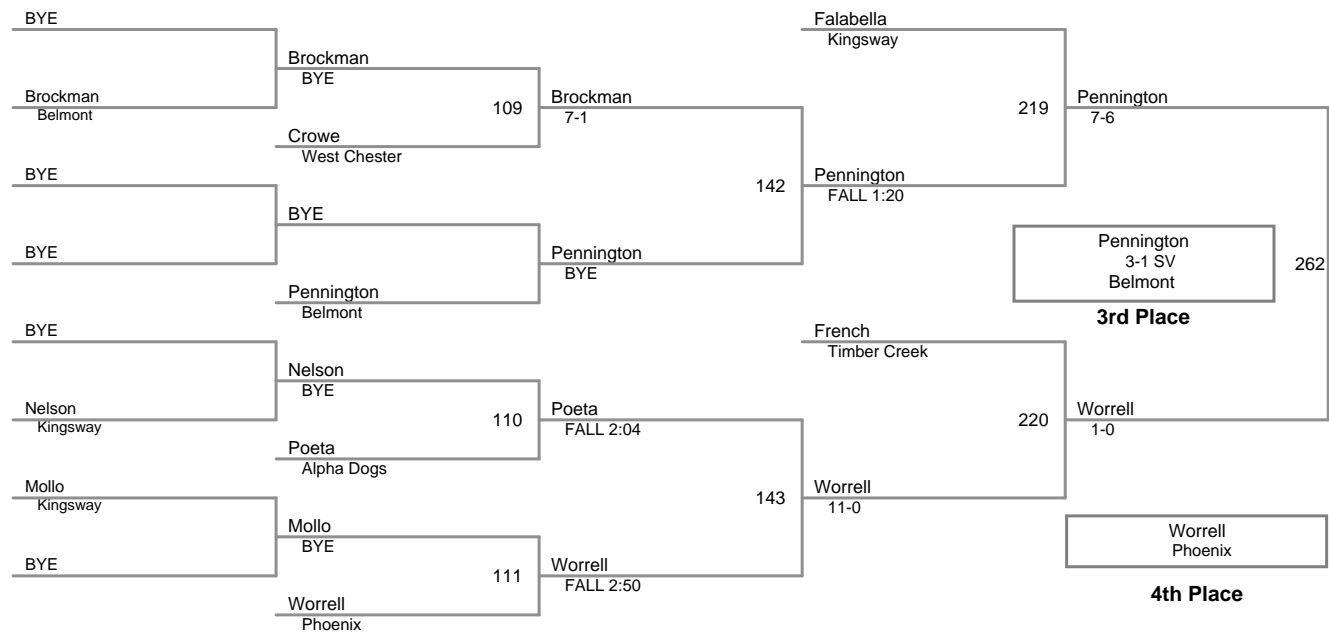 BYE
Brockman
Belmont
BYE
BYE
BYE
Nelson
Kingsway
Mollo
Kingsway
BYE
Brockman
BYE
109
Crowe
West Chester
BYE
Pennington
Belmont
Nelson
BYE
110
Poeta
Alpha Dogs
Mollo
BYE
111
Worrell
Phoenix
Brockman
7-1
142
Pennington
BYE
Poeta
FALL 2:04
143
Worrell
FALL 2:50
Falabella
Kingsway
219
Pennington
FALL 1:20
French
Timber Creek
220
Worrell
11-0
Pennington
7-6
262
Worrell
1-0
Pennington
3-1 SV
Belmont
3rd Place
Worrell
Phoenix
4th Place